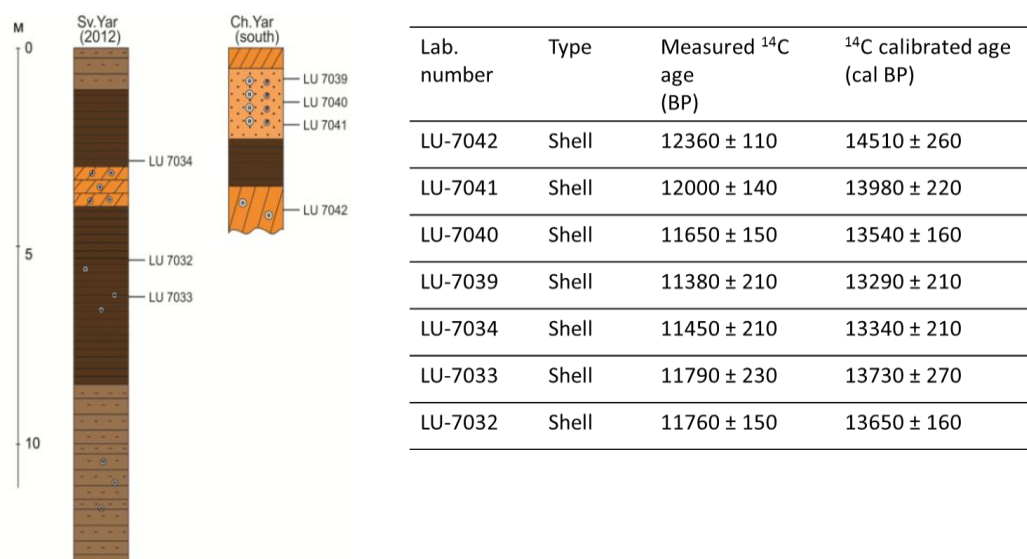 M
Sv.Yar
(2012)
Ch.Yar
(south)
0
5
10
LU 7034
LU 7032
LU 7033
LU 7039
LU 7040
LU 7041
LU 7042
Lab. number Type Measured ¹⁴C age (BP) ¹⁴C calibrated age (cal BP)
LU-7042 Shell 12360 ± 110 14510 ± 260
LU-7041 Shell 12000 ± 140 13980 ± 220
LU-7040 Shell 11650 ± 150 13540 ± 160
LU-7039 Shell 11380 ± 210 13290 ± 210
LU-7034 Shell 11450 ± 210 13340 ± 210
LU-7033 Shell 11790 ± 230 13730 ± 270
LU-7032 Shell 11760 ± 150 13650 ± 160